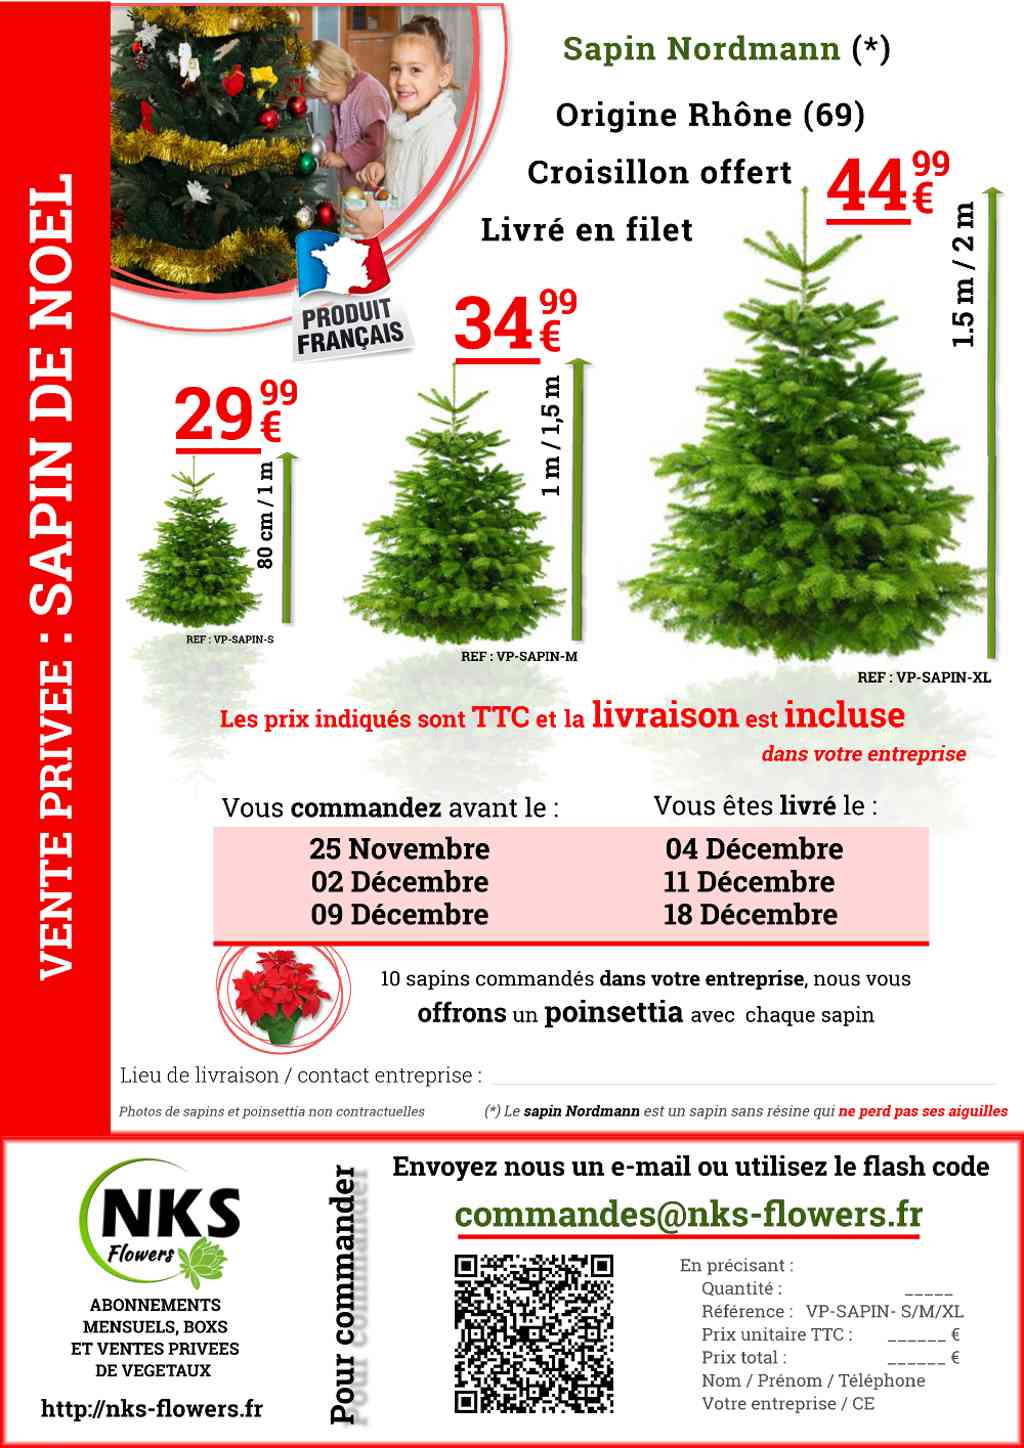 VENTE PRIVEE : SAPIN DE NOEL
Sapin Nordmann (*)
Origine Rhône (69)
Croisillon offert
Livré en filet
PRODUIT
FRANÇAIS
44€99
1.5 m / 2 m
34€99
1 m / 1,5 m
29€99
80 cm / 1 m
REF : VP-SAPIN-S
REF : VP-SAPIN-M
REF : VP-SAPIN-XL
Les prix indiqués sont TTC et la livraison est incluse
dans votre entreprise
Vous commandez avant le :
Vous êtes livré le :
25 Novembre 04 Décembre
02 Décembre 11 Décembre
09 Décembre 18 Décembre
10 sapins commandés dans votre entreprise, nous vous
offrons un poinsettia avec chaque sapin
Lieu de livraison / contact entreprise :
Photos de sapins et poinsettia non contractuelles
(*) Le sapin Nordmann est un sapin sans résine qui ne perd pas ses aiguilles
NKS
Flowers
ABONNEMENTS
MENSUELS, BOXS
ET VENTES PRIVEES
DE VEGETAUX
http://nks-flowers.fr
Pour commander
Envoyez nous un e-mail ou utilisez le flash code
commandes@nks-flowers.fr
En précisant :
Quantité : _____
Référence : VP-SAPIN- S/M/XL
Prix unitaire TTC : ______ €
Prix total : ______ €
Nom / Prénom / Téléphone
Votre entreprise / CE